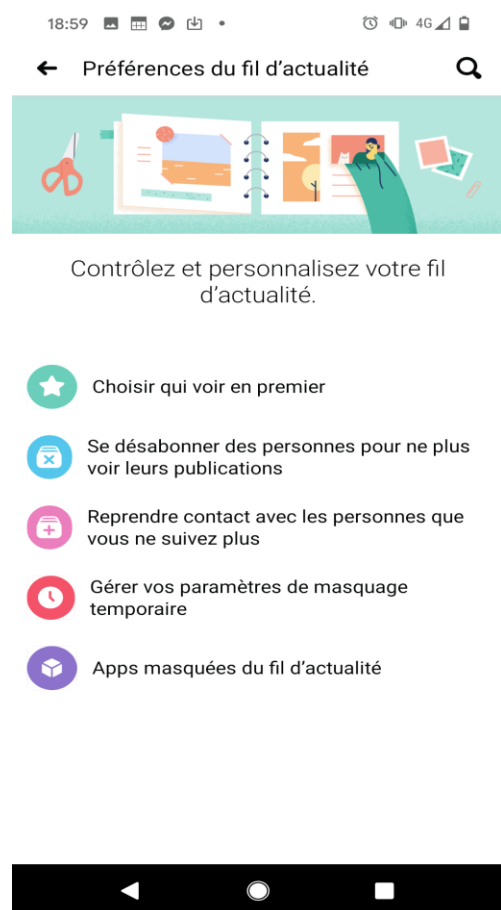 18:59
4G
Préférences du fil d’actualité
Contrôlez et personnalisez votre fil
d’actualité.
Choisir qui voir en premier
Se désabonner des personnes pour ne plus
voir leurs publications
Reprendre contact avec les personnes que
vous ne suivez plus
Gérer vos paramètres de masquage
temporaire
Apps masquées du fil d’actualité